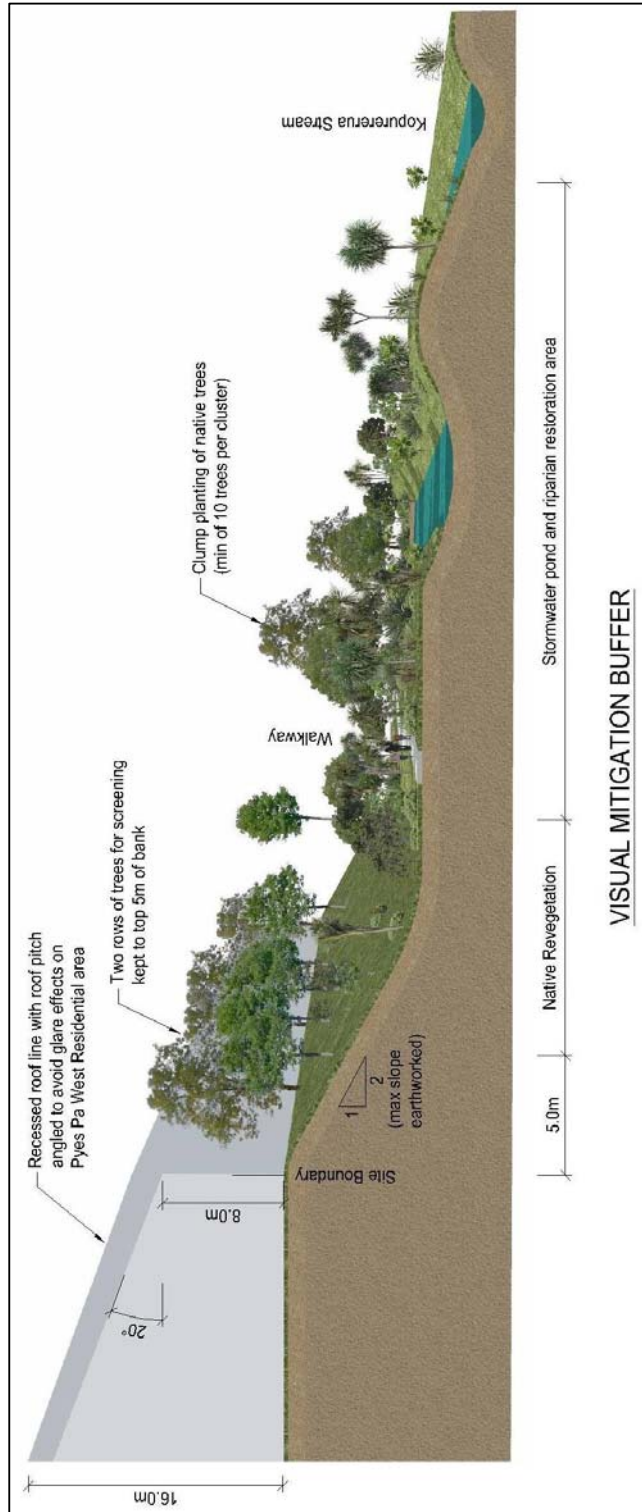 Recessed roof line with roof pitch
angled to avoid glare effects on
Pyes Pa West Residential area
Two rows of trees for screening
kept to top 5m of bank
Clump planting of native trees
(min of 10 trees per cluster)
Walkway
Kopurererua Stream
16.0m
20°
8.0m
Site Boundary
1
2
(max slope
earthworked)
5.0m
Native Revegetation
Stormwater pond and riparian restoration area
VISUAL MITIGATION BUFFER